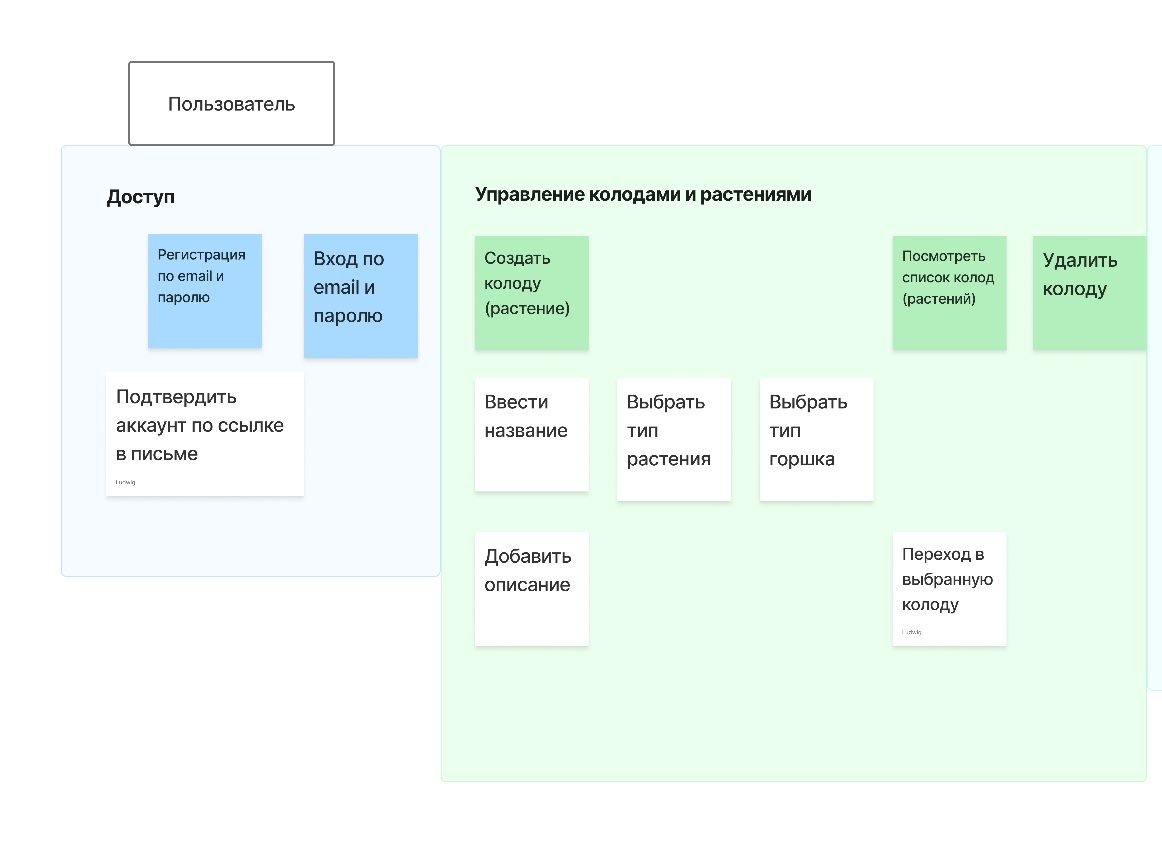 Пользователь
Доступ
Регистрация
по email и
паролю
Вход по
email и
паролю
Подтвердить
аккаунт по ссылке
в письме
Ludwig
Управление колодами и растениями
Создать
колоду
(растение)
Посмотреть
список колод
(растений)
Удалить
колоду
Ввести
название
Выбрать
тип
растения
Выбрать
тип
горшка
Добавить
описание
Переход в
выбранную
колоду
Ludwig